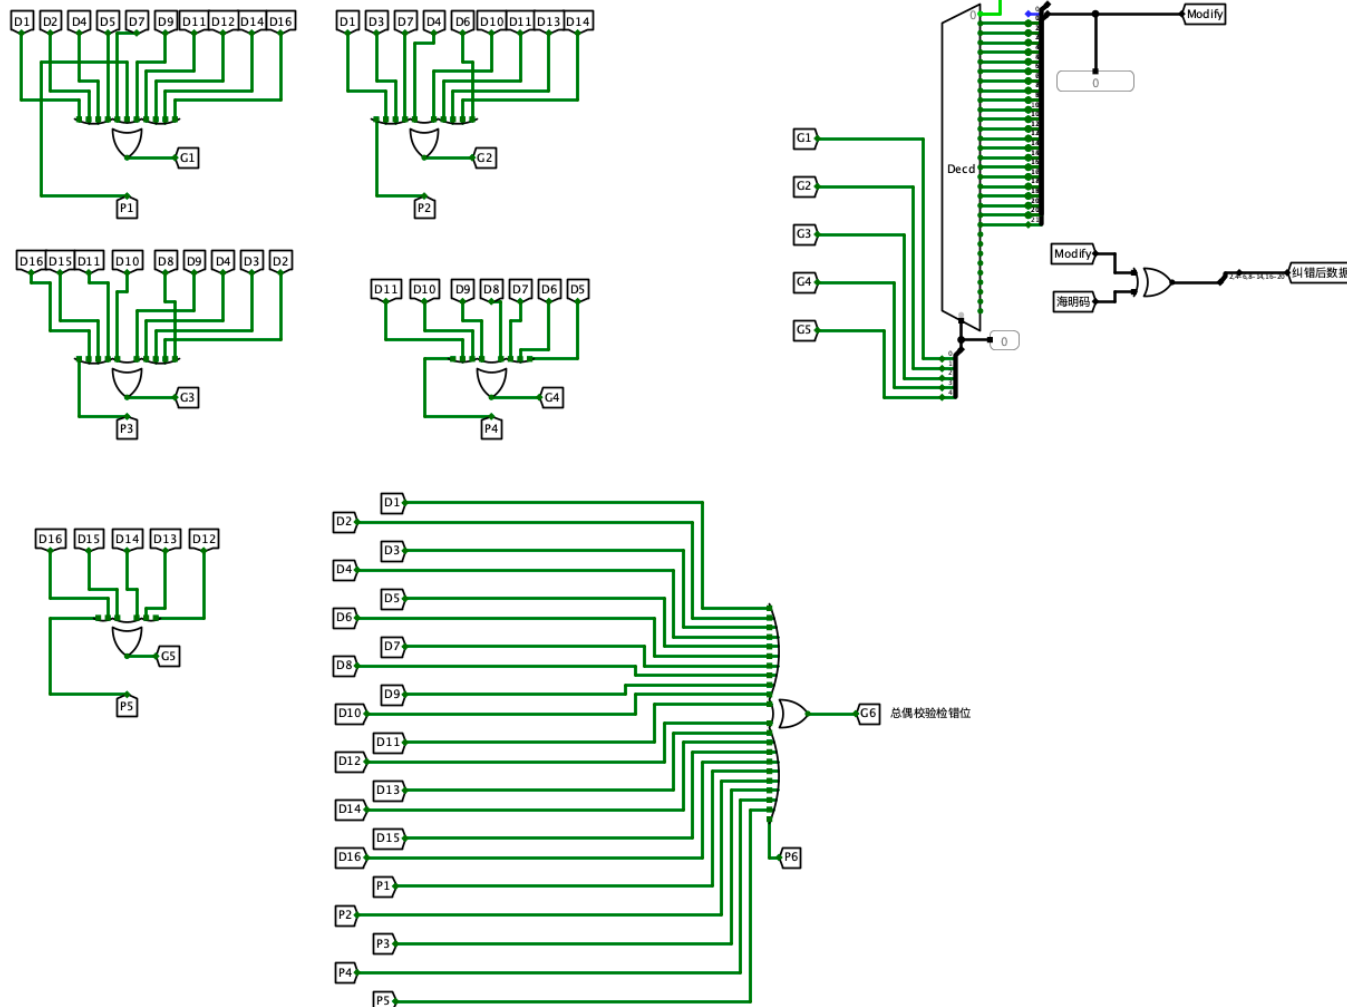 D1 D2 D4 D5 D7 D9 D11 D12 D14 D16
G1
P1
D1 D3 D7 D4 D6 D10 D11 D13 D14
G2
P2
D16 D15 D11 D10 D8 D9 D4 D3 D2
G3
P3
D11 D10 D9 D8 D7 D6 D5
G4
P4
D16 D15 D14 D13 D12
G5
P5
0
Modify
0
G1
G2
G3
G4
G5
Decd
0
Modify
海明码
纠错后数据
D1
D2
D3
D4
D5
D6
D7
D8
D9
D10
D11
D12
D13
D14
D15
D16
P1
P2
P3
P4
P5
G6 总偶校验检错位
P6